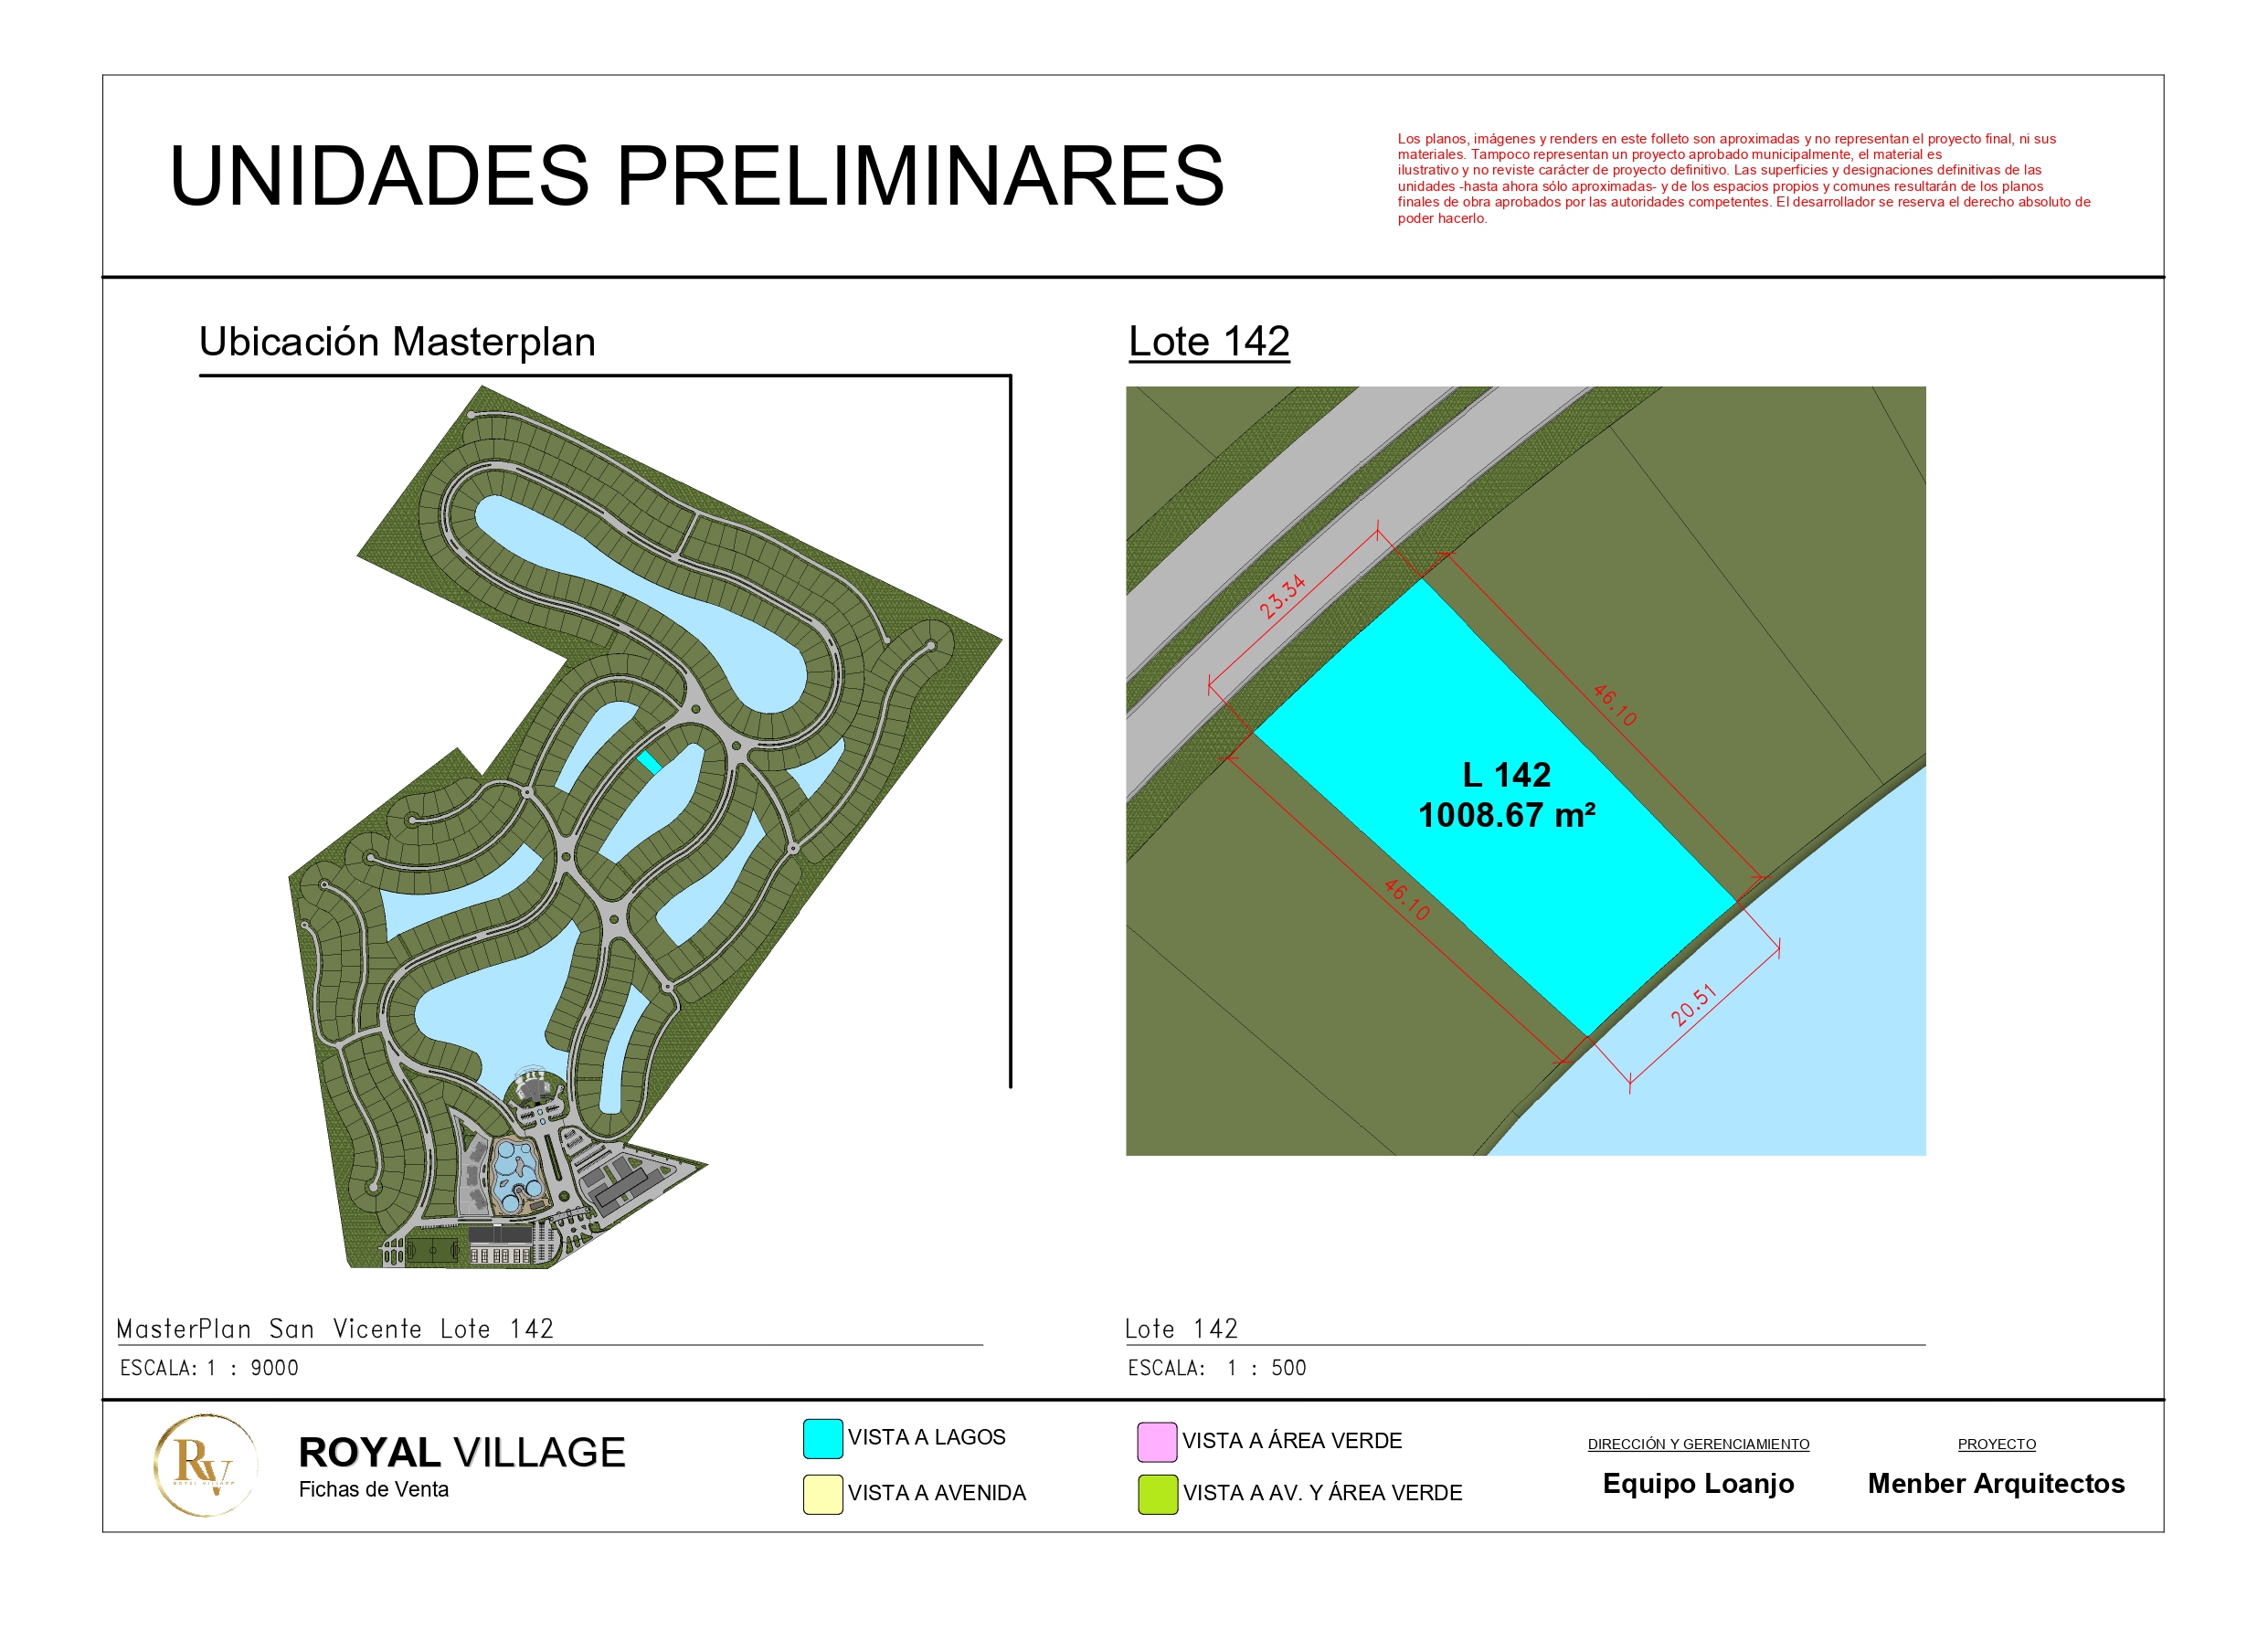 UNIDADES PRELIMINARES
Los planos, imágenes y renders en este folleto son aproximadas y no representan el proyecto final, ni sus
materiales. Tampoco representan un proyecto aprobado municipalmente, el material es
ilustrativo y no reviste carácter de proyecto definitivo. Las superficies y designaciones definitivas de las
unidades -hasta ahora sólo aproximadas- y de los espacios propios y comunes resultarán de los planos
finales de obra aprobados por las autoridades competentes. El desarrollador se reserva el derecho absoluto de
poder hacerlo.
Ubicación Masterplan
Lote 142
23.34
46.10
L 142
1008.67 m²
46.10
20.51
MasterPlan San Vicente Lote 142
ESCALA: 1 : 9000
Lote 142
ESCALA: 1 : 500
RV
ROYAL VILLAGE
ROYAL VILLAGE
Fichas de Venta
VISTA A LAGOS
VISTA A AVENIDA
VISTA A ÁREA VERDE
VISTA A AV. Y ÁREA VERDE
DIRECCIÓN Y GERENCIAMIENTO
Equipo Loanjo
PROYECTO
Menber Arquitectos